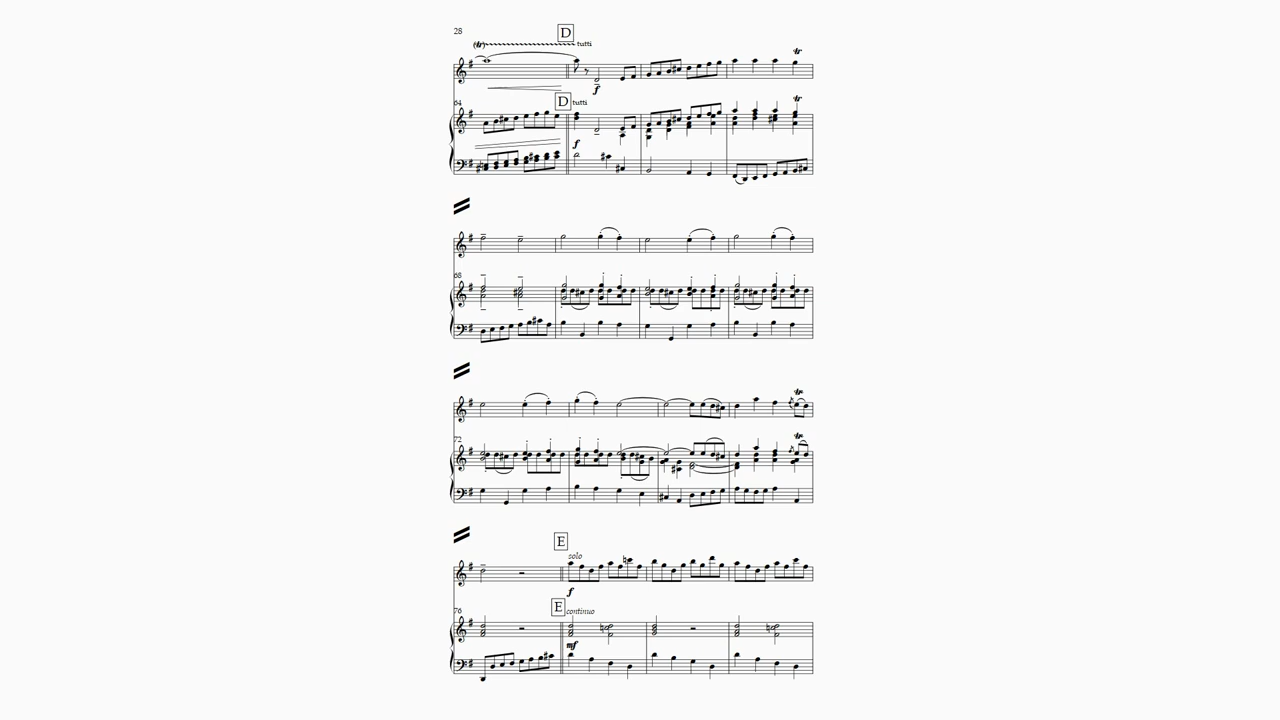 28
D
(tr) tutti
f
tr
64
D tutti
tr
f
68
tr
72
tr
E
solo
f
76
E continuo
mf